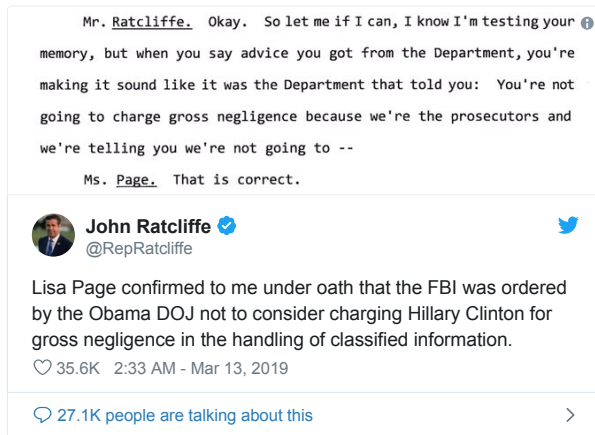 Mr. Ratcliffe. Okay. So let me if I can, I know I'm testing your
memory, but when you say advice you got from the Department, you're
making it sound like it was the Department that told you: You're not
going to charge gross negligence because we're the prosecutors and
we're telling you we're not going to --
Ms. Page. That is correct.
John Ratcliffe
@RepRatcliffe
Lisa Page confirmed to me under oath that the FBI was ordered
by the Obama DOJ not to consider charging Hillary Clinton for
gross negligence in the handling of classified information.
35.6K 2:33 AM - Mar 13, 2019
27.1K people are talking about this